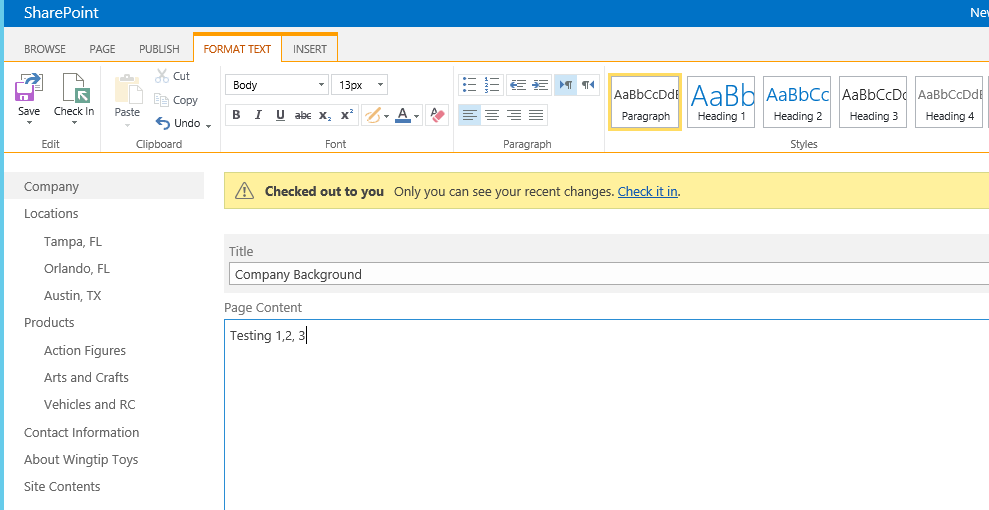 SharePoint
New
BROWSE PAGE PUBLISH FORMAT TEXT INSERT
Save Check In Paste Cut Copy Undo
Body 13px
B I U abc x₂ x² A
AaBbCcDdE AaBb AaBbCc AaBbCcDd AaBbCcDdE
Paragraph Heading 1 Heading 2 Heading 3 Heading 4
Edit Clipboard Font Paragraph Styles
Company
Locations
Tampa, FL
Orlando, FL
Austin, TX
Products
Action Figures
Arts and Crafts
Vehicles and RC
Contact Information
About Wingtip Toys
Site Contents
Checked out to you Only you can see your recent changes. Check it in.
Title
Company Background
Page Content
Testing 1,2, 3